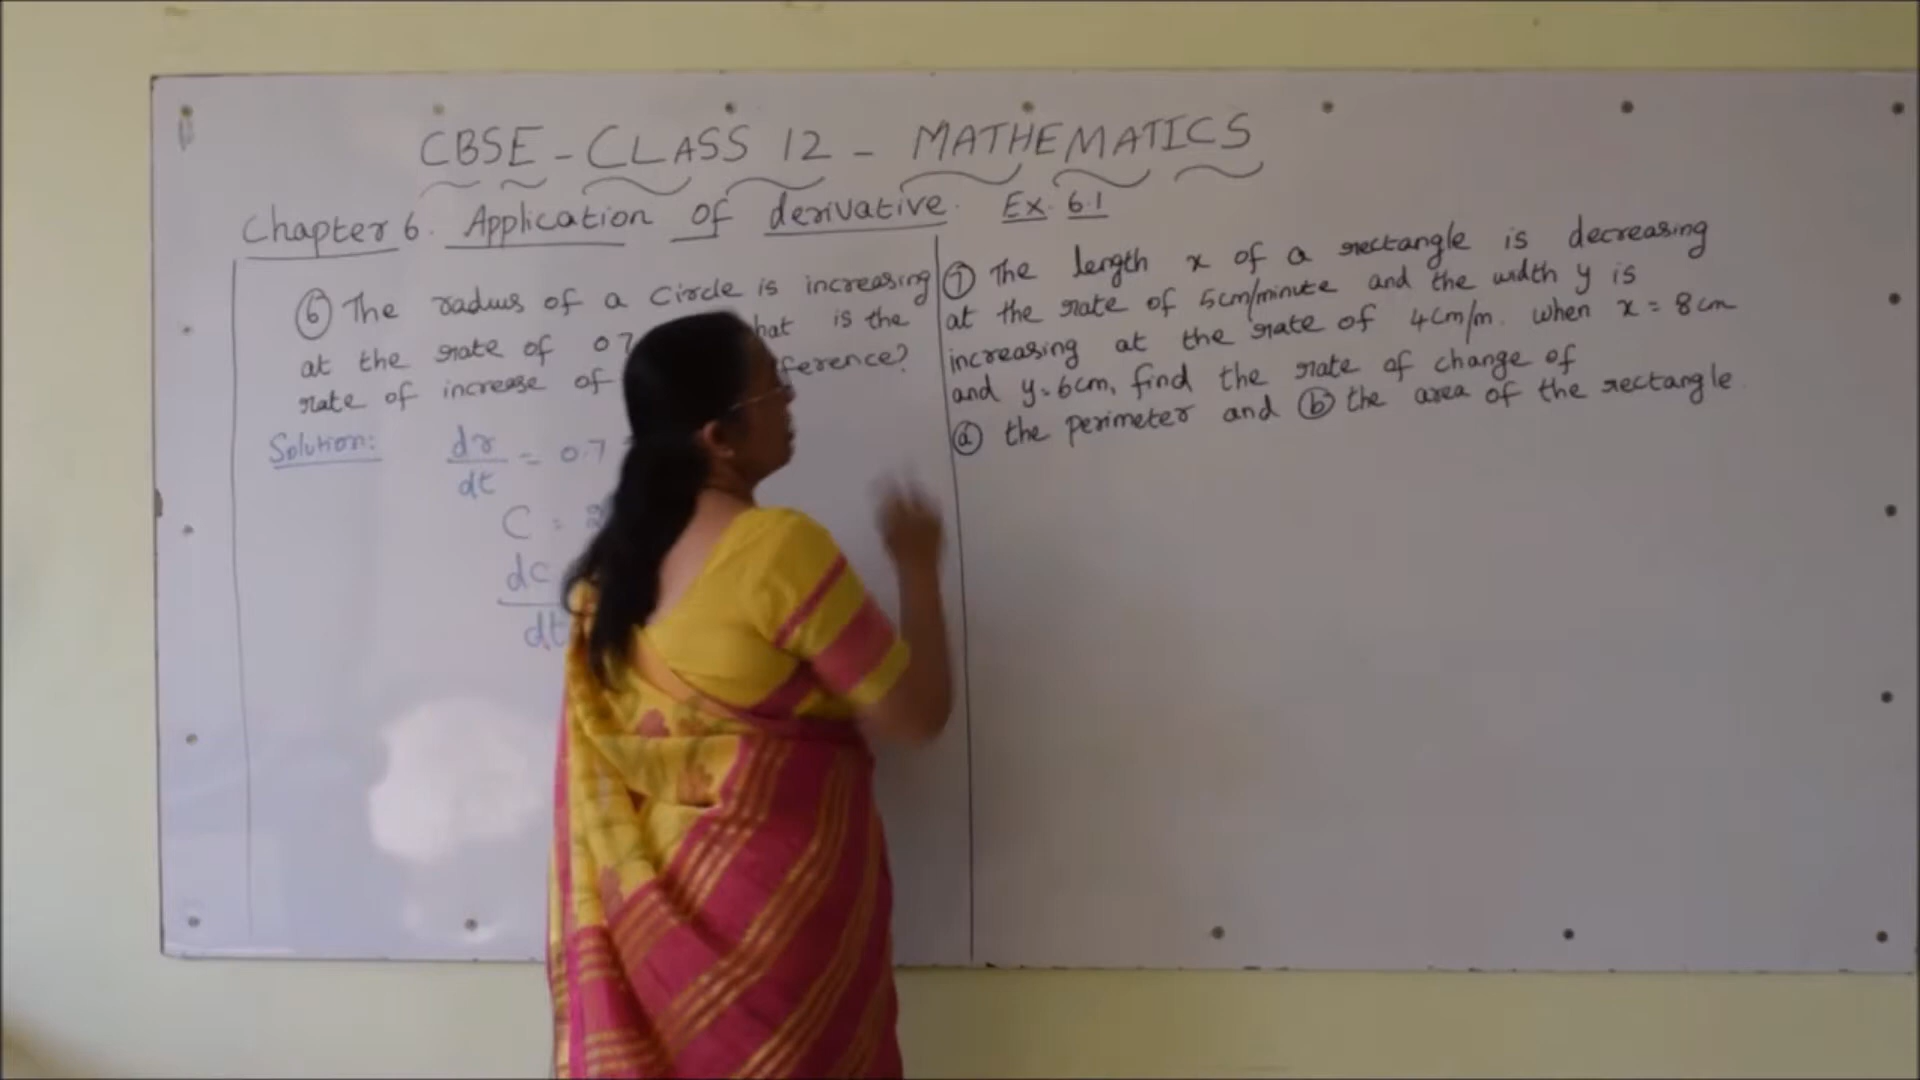 CBSE - CLASS 12 - MATHEMATICS
Chapter 6. Application of derivative. Ex. 6.1
⑥ The radius of a circle is increasing
at the rate of 0.7 is the
rate of increase of
Solution: dr/dt = 0.7
C =
dc
dt
⑦ The length x of a rectangle is decreasing
at the rate of 5cm/minute and the width y is
increasing at the rate of 4cm/m. when x = 8cm
and y = 6cm, find the rate of change of
ⓐ the perimeter and ⓑ the area of the rectangle